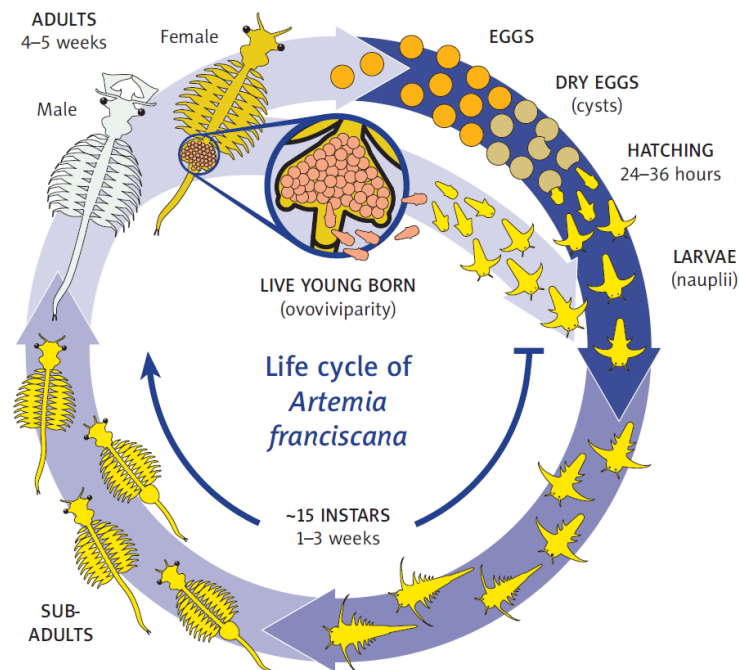 ADULTS
4–5 weeks
Female
Male
EGGS
DRY EGGS
(cysts)
HATCHING
24–36 hours
LARVAE
(nauplii)
LIVE YOUNG BORN
(ovoviviparity)
Life cycle of
Artemia
franciscana
~15 INSTARS
1–3 weeks
SUB-
ADULTS